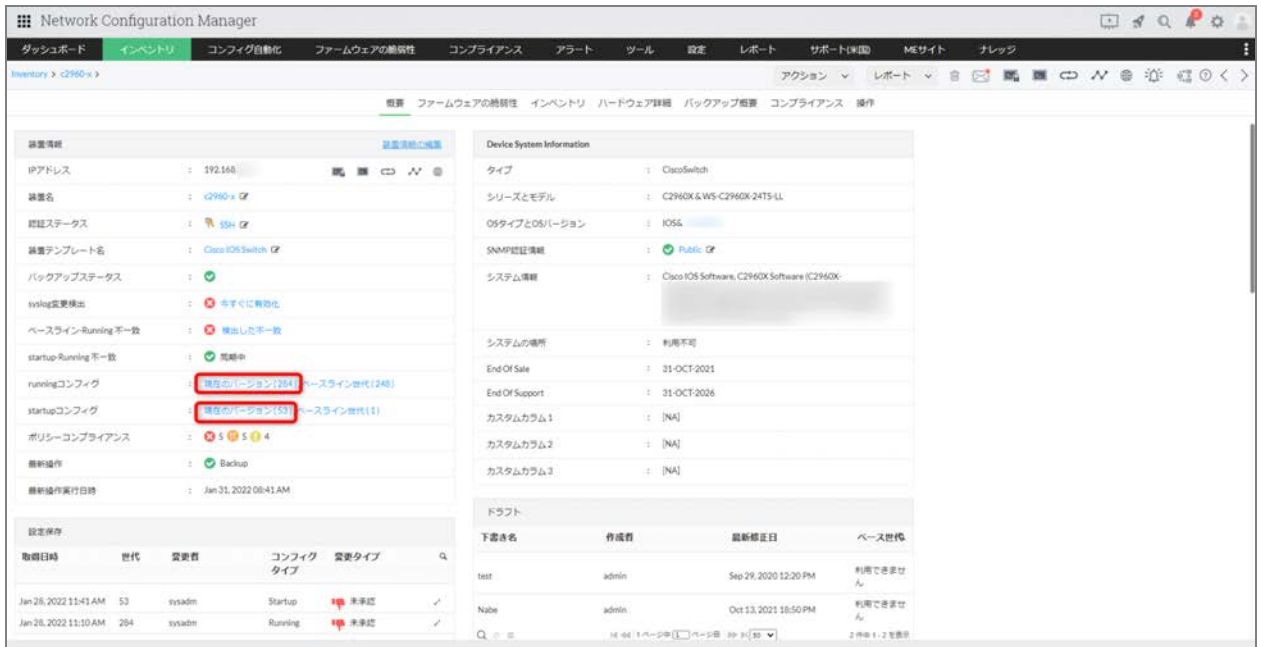 Network Configuration Manager
3
ダッシュボード インベントリ コンフィグ自動化 ファームウェアの脆弱性 コンプライアンス アラート ツール 設定 レポート サポート(米国) MEサイト ナレッジ
Inventory > c2960-x >
アクション レポート
概要 ファームウェアの脆弱性 インベントリ ハードウェア詳細 バックアップ概要 コンプライアンス 操作
装置情報 装置情報の編集
IPアドレス : 192.168.
装置名 : c2960-x
認証ステータス : SSH
装置テンプレート名 : Cisco IOS Switch
バックアップステータス :
syslog変更検出 : 今すぐに有効化
ベースライン-Running 不一致 : 検出した不一致
startup-Running 不一致 : 同期中
runningコンフィグ : 現在のバージョン(284) ベースライン世代(248)
startupコンフィグ : 現在のバージョン(53) ベースライン世代(1)
ポリシーコンプライアンス : 5 5 4
最新操作 : Backup
最新操作実行日時 : Jan 31, 2022 08:41 AM
設定保存
取得日時 世代 変更者 コンフィグタイプ 変更タイプ
Jan 28, 2022 11:41 AM 53 sysadm Startup 未承認
Jan 28, 2022 11:10 AM 284 sysadm Running 未承認
Device System Information
タイプ : CiscoSwitch
シリーズとモデル : C2960X & WS-C2960X-24TS-LL
OSタイプとOSバージョン : IOS&
SNMP認証情報 : Public
システム情報 : Cisco IOS Software, C2960X Software (C2960X-
システムの場所 : 利用不可
End Of Sale : 31-OCT-2021
End Of Support : 31-OCT-2026
カスタムカラム 1 : [NA]
カスタムカラム 2 : [NA]
カスタムカラム 3 : [NA]
ドラフト
下書き名 作成者 最新修正日 ベース世代
test admin Sep 29, 2020 12:20 PM 利用できません
Nabe admin Oct 13, 2021 18:50 PM 利用できません
1 ページ中 1 ページ目 50 2 件中 1 - 2 を表示